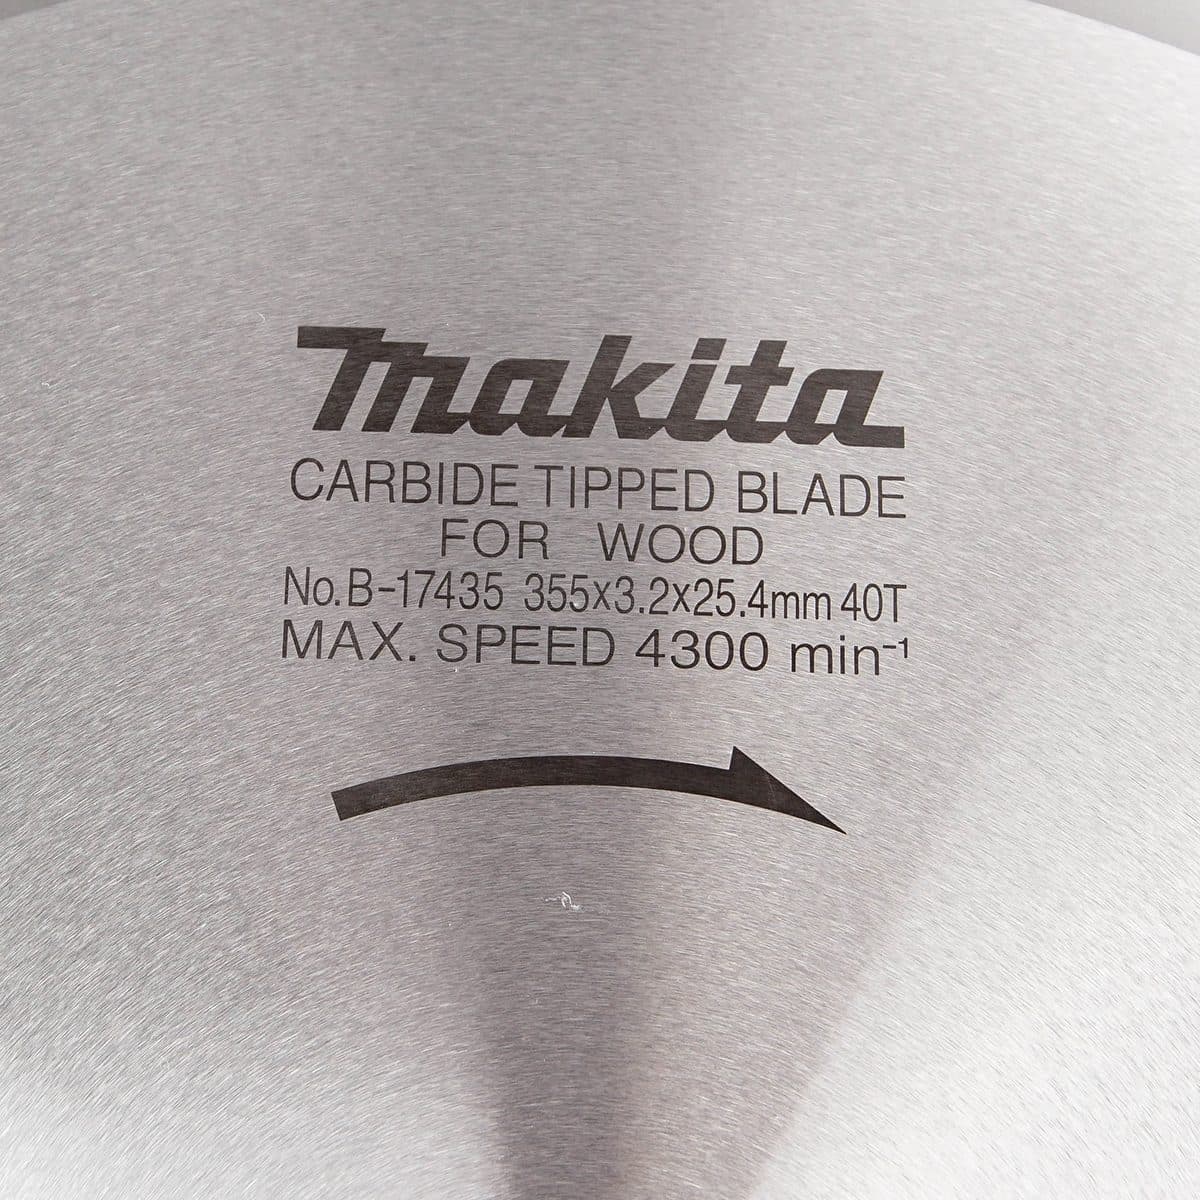 makita
CARBIDE TIPPED BLADE
FOR WOOD
No.B-17435 355x3.2x25.4mm 40T
MAX. SPEED 4300 min⁻¹